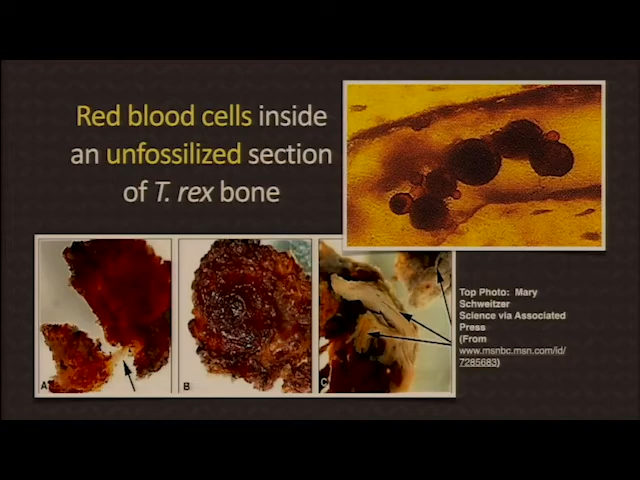 Red blood cells inside
an unfossilized section
of T. rex bone
Top Photo: Mary
Schweitzer
Science via Associated
Press
(From
www.msnbc.msn.com/id/
7285683)
A
B
C